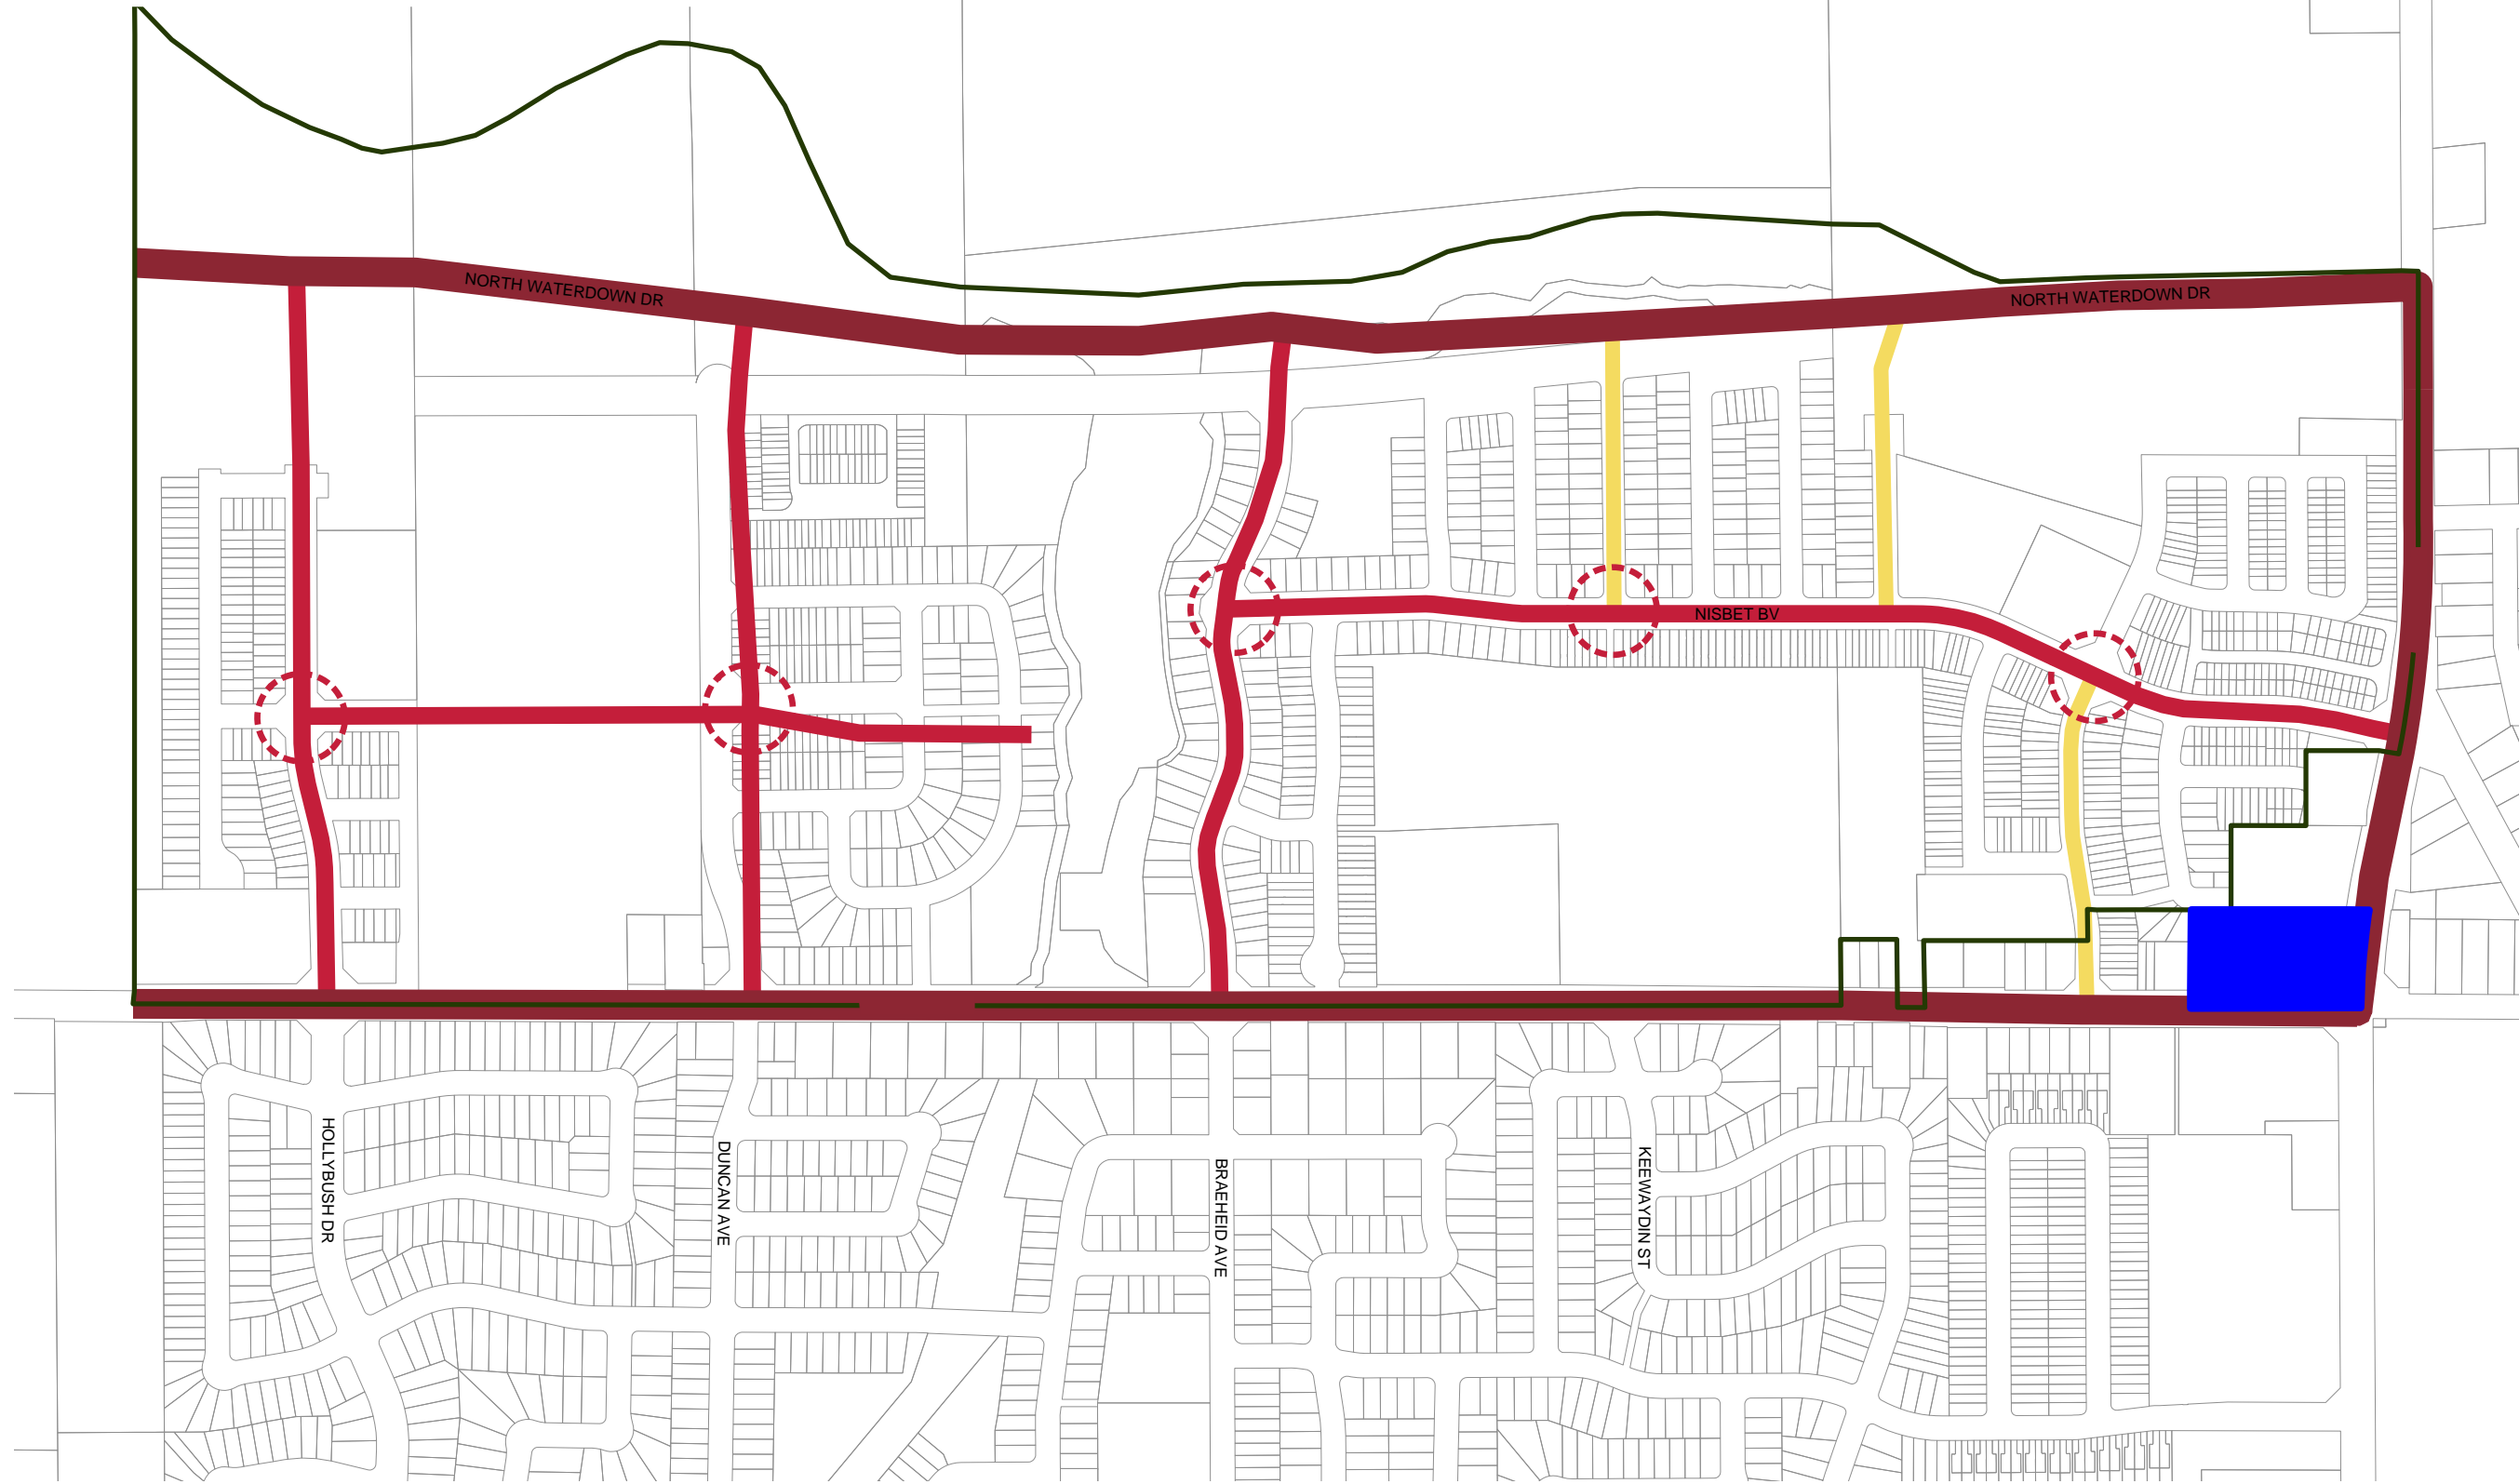 NORTH WATERDOWN DR
NORTH WATERDOWN DR
NISBET BV
HOLLYBUSH DR
DUNCAN AVE
BRAEHEID AVE
KEEWAYDIN ST